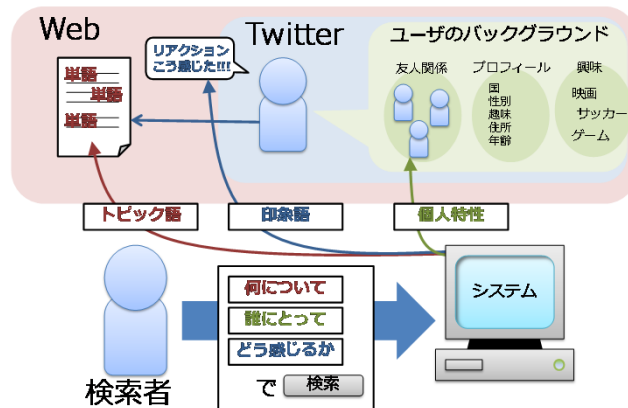 Web
Twitter
ユーザのバックグラウンド
リアクション
こう感じた!!!
単語
単語
単語
友人関係
プロフィール
興味
国
性別
趣味
住所
年齢
映画
サッカー
ゲーム
トピック語
印象語
個人特性
何について
誰にとって
どう感じるか
で
検索
システム
検索者